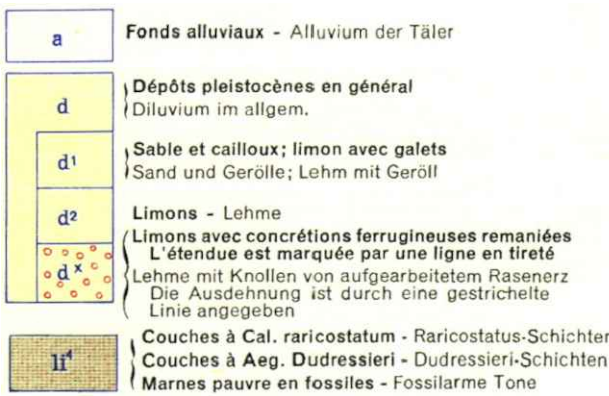 a
Fonds alluviaux - Alluvium der Täler
d
Dépôts pleistocènes en général
Diluvium im allgem.
d1
Sable et cailloux; limon avec galets
Sand und Gerölle; Lehm mit Geröll
d2
Limons - Lehme
dx
Limons avec concrétions ferrugineuses remaniées
L'étendue est marquée par une ligne en tireté
Lehme mit Knollen von aufgearbeitetem Rasenerz
Die Ausdehnung ist durch eine gestrichelte
Linie angegeben
li4
Couches à Cal. raricostatum - Raricostatus-Schichten
Couches à Aeg. Dudressieri - Dudressieri-Schichten
Marnes pauvre en fossiles - Fossilarme Tone